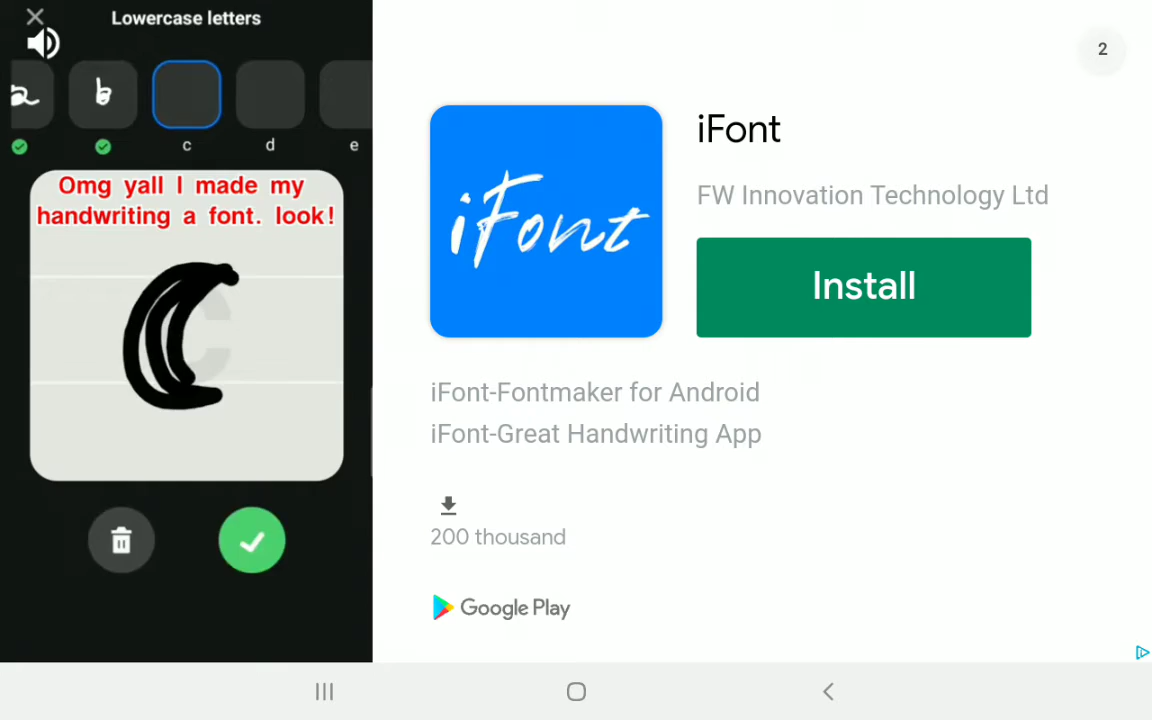 Lowercase letters
a b
c d e
Omg yall I made my
handwriting a font. look!
c
2
iFont
iFont
FW Innovation Technology Ltd
Install
iFont-Fontmaker for Android
iFont-Great Handwriting App
200 thousand
Google Play